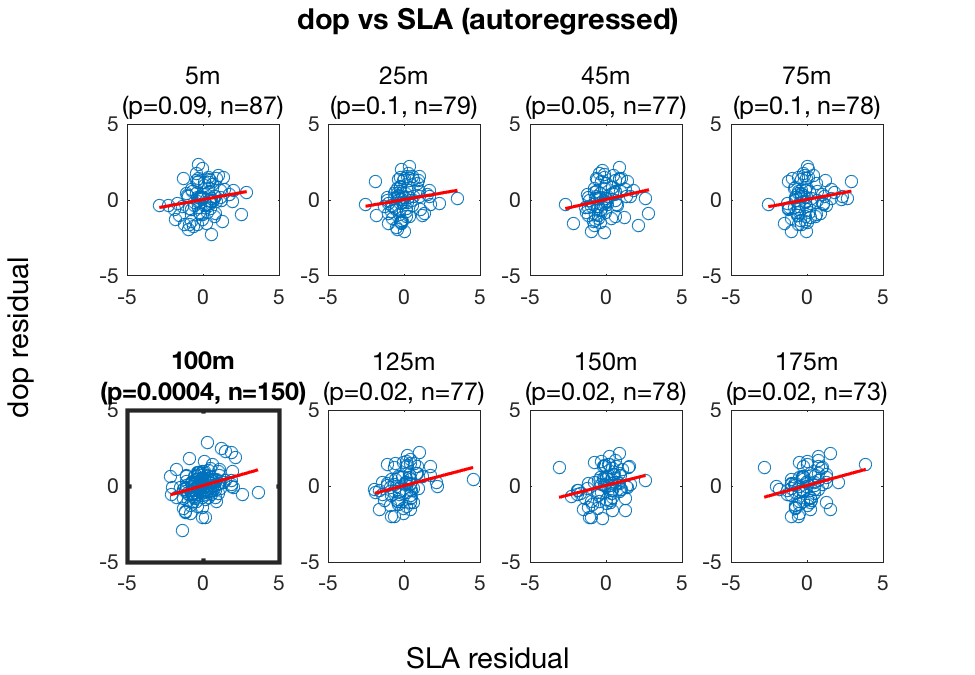 dop vs SLA (autoregressed)
5m
(p=0.09, n=87)
25m
(p=0.1, n=79)
45m
(p=0.05, n=77)
75m
(p=0.1, n=78)
5
0
-5
-5 0 5
5
0
-5
-5 0 5
5
0
-5
-5 0 5
5
0
-5
-5 0 5
dop residual
100m
(p=0.0004, n=150)
125m
(p=0.02, n=77)
150m
(p=0.02, n=78)
175m
(p=0.02, n=73)
5
0
-5
-5 0 5
5
0
-5
-5 0 5
5
0
-5
-5 0 5
5
0
-5
-5 0 5
SLA residual